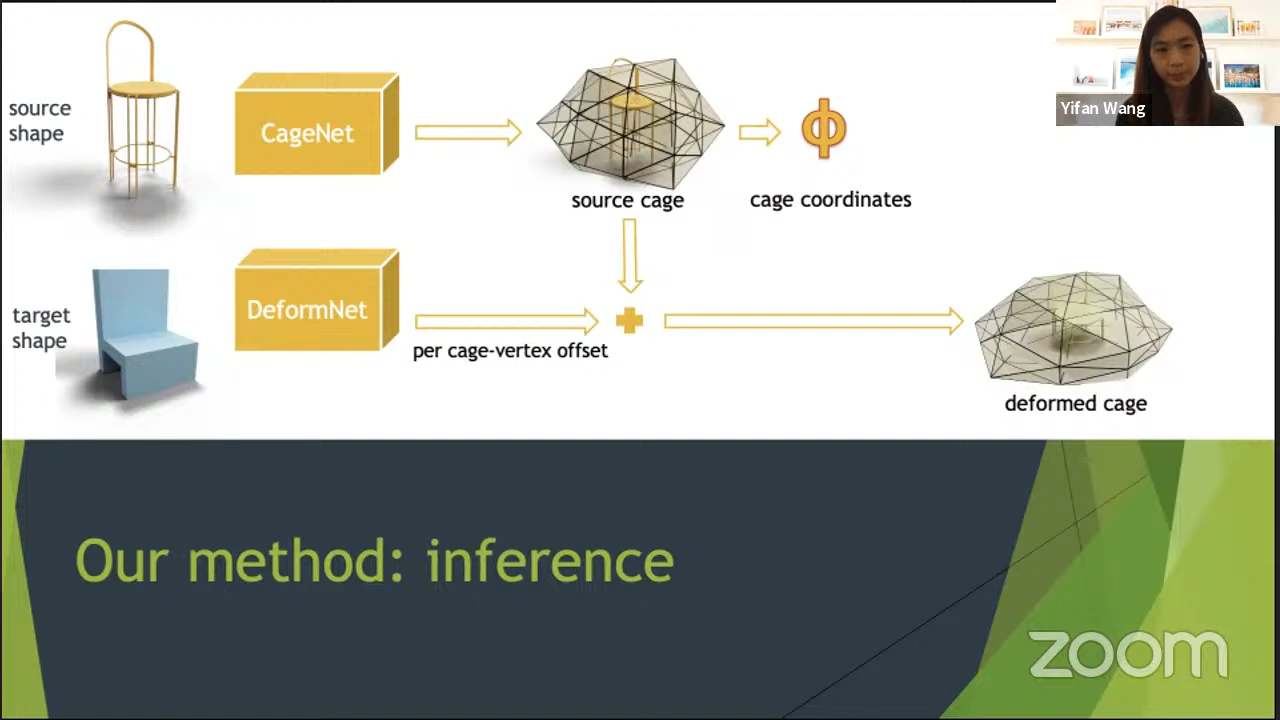 source
shape
CageNet
source cage
Φ
cage coordinates
Yifan Wang
target
shape
DeformNet
per cage-vertex offset
deformed cage
Our method: inference
zoom